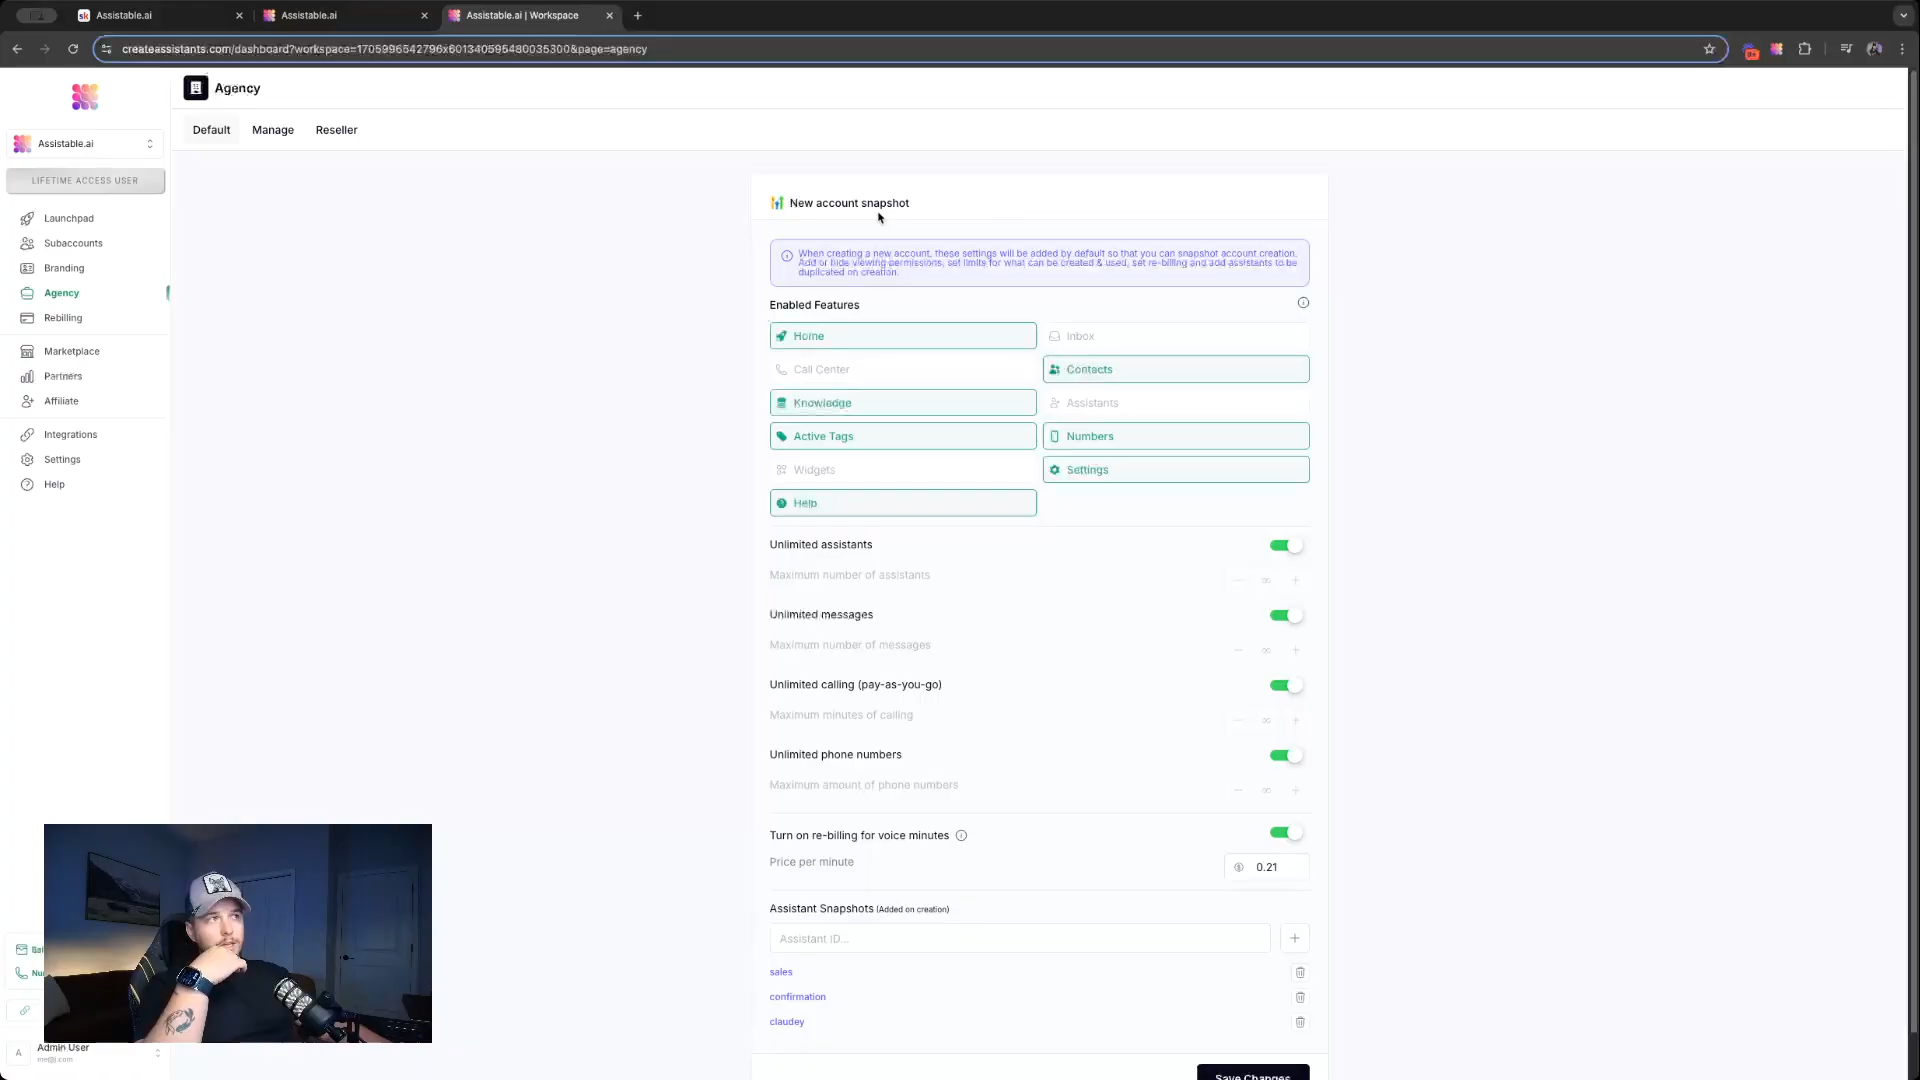 sk Assistable.ai
Assistable.ai
Assistable.ai | Workspace
createassistants.com/dashboard?workspace=1705996542796x601340595480035300&page=agency
Agency
Default Manage Reseller
Assistable.ai
LIFETIME ACCESS USER
Launchpad
Subaccounts
Branding
Agency
Rebilling
Marketplace
Partners
Affiliate
Integrations
Settings
Help
New account snapshot
When creating a new account, these settings will be added by default so that you can snapshot account creation.
Add or hide viewing permissions, set limits for what can be created & used, set re-billing and add assistants to be
duplicated on creation.
Enabled Features
Home
Inbox
Call Center
Contacts
Knowledge
Assistants
Active Tags
Numbers
Widgets
Settings
Help
Unlimited assistants
Maximum number of assistants
− ∞ +
Unlimited messages
Maximum number of messages
− ∞ +
Unlimited calling (pay-as-you-go)
Maximum minutes of calling
− ∞ +
Unlimited phone numbers
Maximum amount of phone numbers
− ∞ +
Turn on re-billing for voice minutes
Price per minute
0.21
Assistant Snapshots (Added on creation)
Assistant ID...
sales
confirmation
claudey
Save Changes
A Admin User